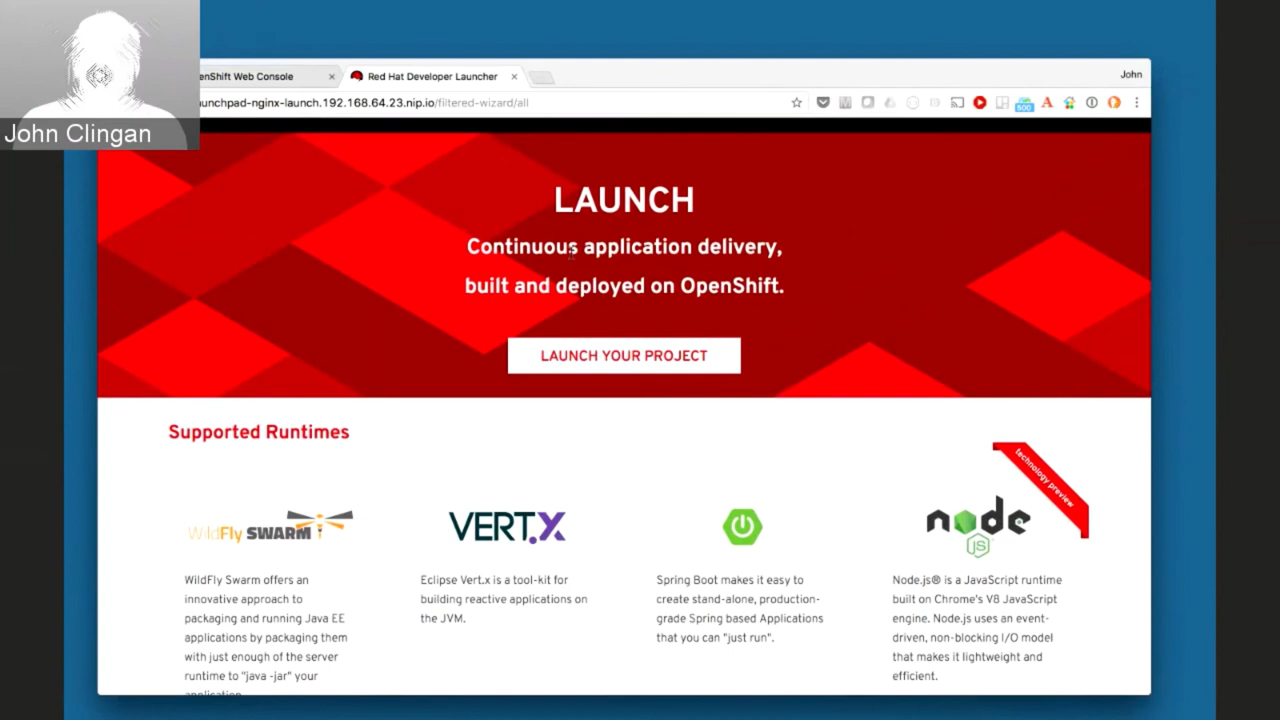 John Clingan
enShift Web Console
Red Hat Developer Launcher
John
unchpad-nginx-launch.192.168.64.23.nip.io/filtered-wizard/all
500
A
LAUNCH
Continuous application delivery,
built and deployed on OpenShift.
LAUNCH YOUR PROJECT
Supported Runtimes
technology preview
WildFly SWARM
VERT.X
node
JS
WildFly Swarm offers an
innovative approach to
packaging and running Java EE
applications by packaging them
with just enough of the server
runtime to "java -jar" your
application.
Eclipse Vert.x is a tool-kit for
building reactive applications on
the JVM.
Spring Boot makes it easy to
create stand-alone, production-
grade Spring based Applications
that you can "just run".
Node.js® is a JavaScript runtime
built on Chrome's V8 JavaScript
engine. Node.js uses an event-
driven, non-blocking I/O model
that makes it lightweight and
efficient.